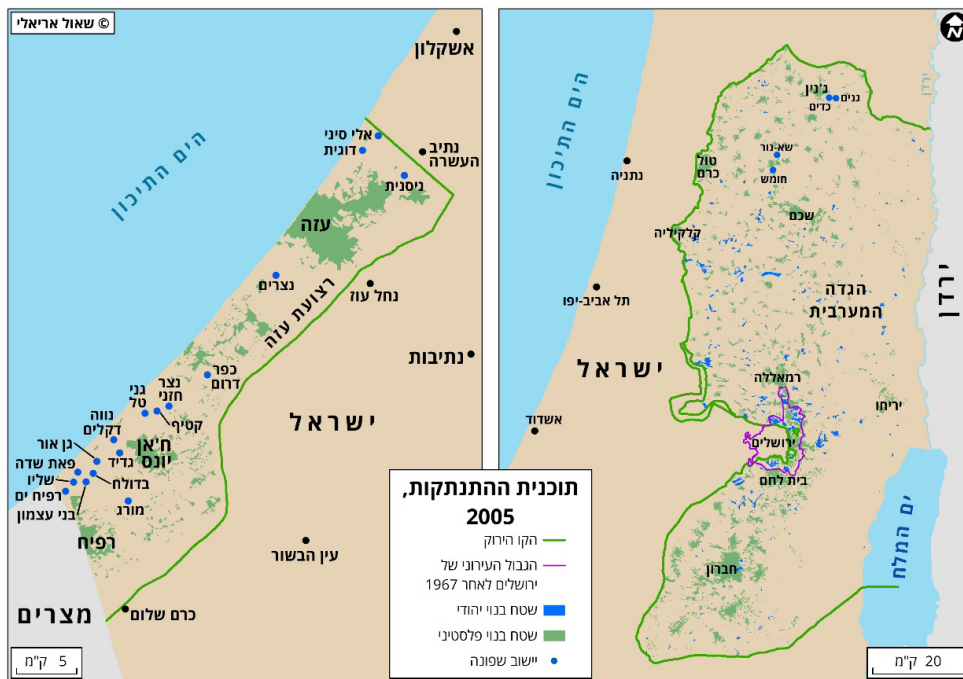 © שאול אריאלי
אשקלון
הים התיכון
אלי סיני
דוגית
נתיב
העשרה
ניסנית
עזה
נצרים
נחל עוז
רצועת עזה
נתיבות
כפר
דרום
נצר
חזני
גני
טל
קטיף
נווה
דקלים
ישראל
גן אור
ח'אן
יונס
גדיד
פאת שדה
שליו
בדולח
רפיח ים
בני עצמון
מורג
רפיח
עין הבשור
מצרים
כרם שלום
5 ק"מ
תוכנית ההתנתקות,
2005
הקו הירוק
הגבול העירוני של
ירושלים לאחר 1967
שטח בנוי יהודי
שטח בנוי פלסטיני
יישוב שפונה
N
הים התיכון
ירדן
ג'נין
גנים
כדים
שא-נור
חומש
טול
כרם
נתניה
שכם
קלקיליה
הגדה
המערבית
ירדן
תל אביב-יפו
ישראל
רמאללה
יריחו
אשדוד
ירושלים
בית לחם
ים המלח
חברון
20 ק"מ